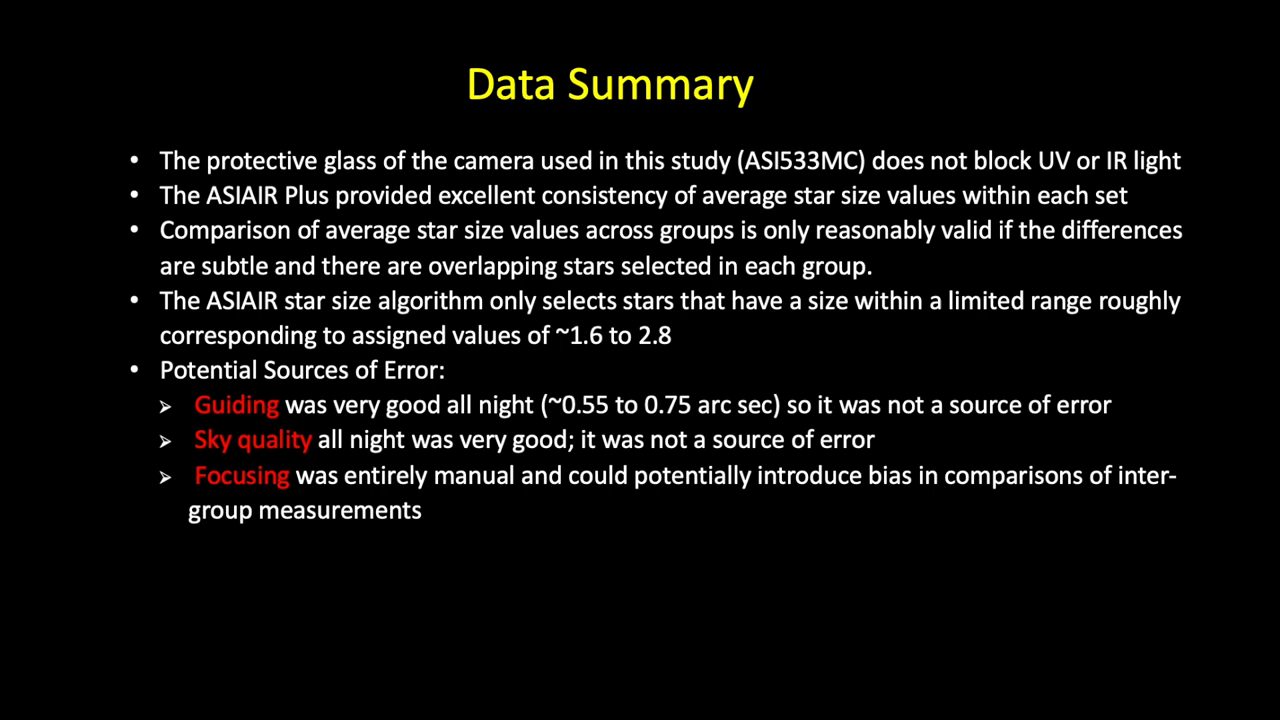 Data Summary
• The protective glass of the camera used in this study (ASI533MC) does not block UV or IR light
• The ASIAIR Plus provided excellent consistency of average star size values within each set
• Comparison of average star size values across groups is only reasonably valid if the differences
are subtle and there are overlapping stars selected in each group.
• The ASIAIR star size algorithm only selects stars that have a size within a limited range roughly
corresponding to assigned values of ~1.6 to 2.8
• Potential Sources of Error:
➢ Guiding was very good all night (~0.55 to 0.75 arc sec) so it was not a source of error
➢ Sky quality all night was very good; it was not a source of error
➢ Focusing was entirely manual and could potentially introduce bias in comparisons of inter-
group measurements